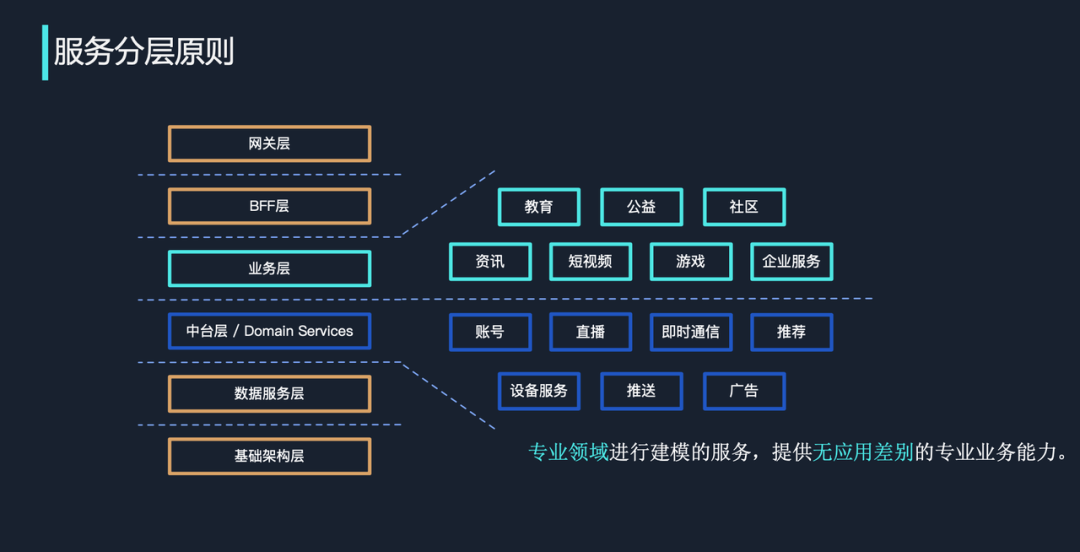 服务分层原则
网关层
BFF层
业务层
中台层 / Domain Services
数据服务层
基础架构层
教育 公益 社区
资讯 短视频 游戏 企业服务
账号 直播 即时通信 推荐
设备服务 推送 广告
专业领域进行建模的服务，提供无应用差别的专业业务能力。